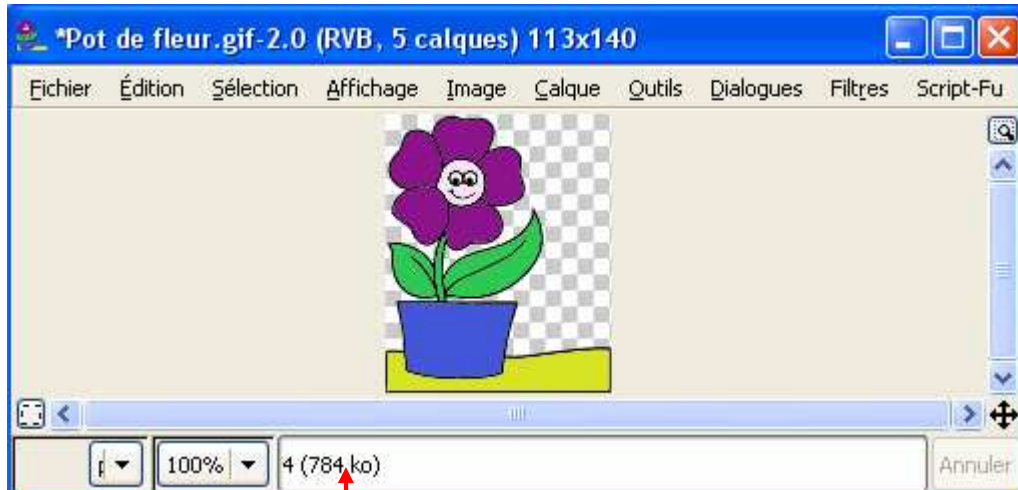 *Pot de fleur.gif-2.0 (RVB, 5 calques) 113x140
Fichier Édition Sélection Affichage Image Calque Outils Dialogues Filtres Script-Fu
100% 4 (784 ko) Annuler